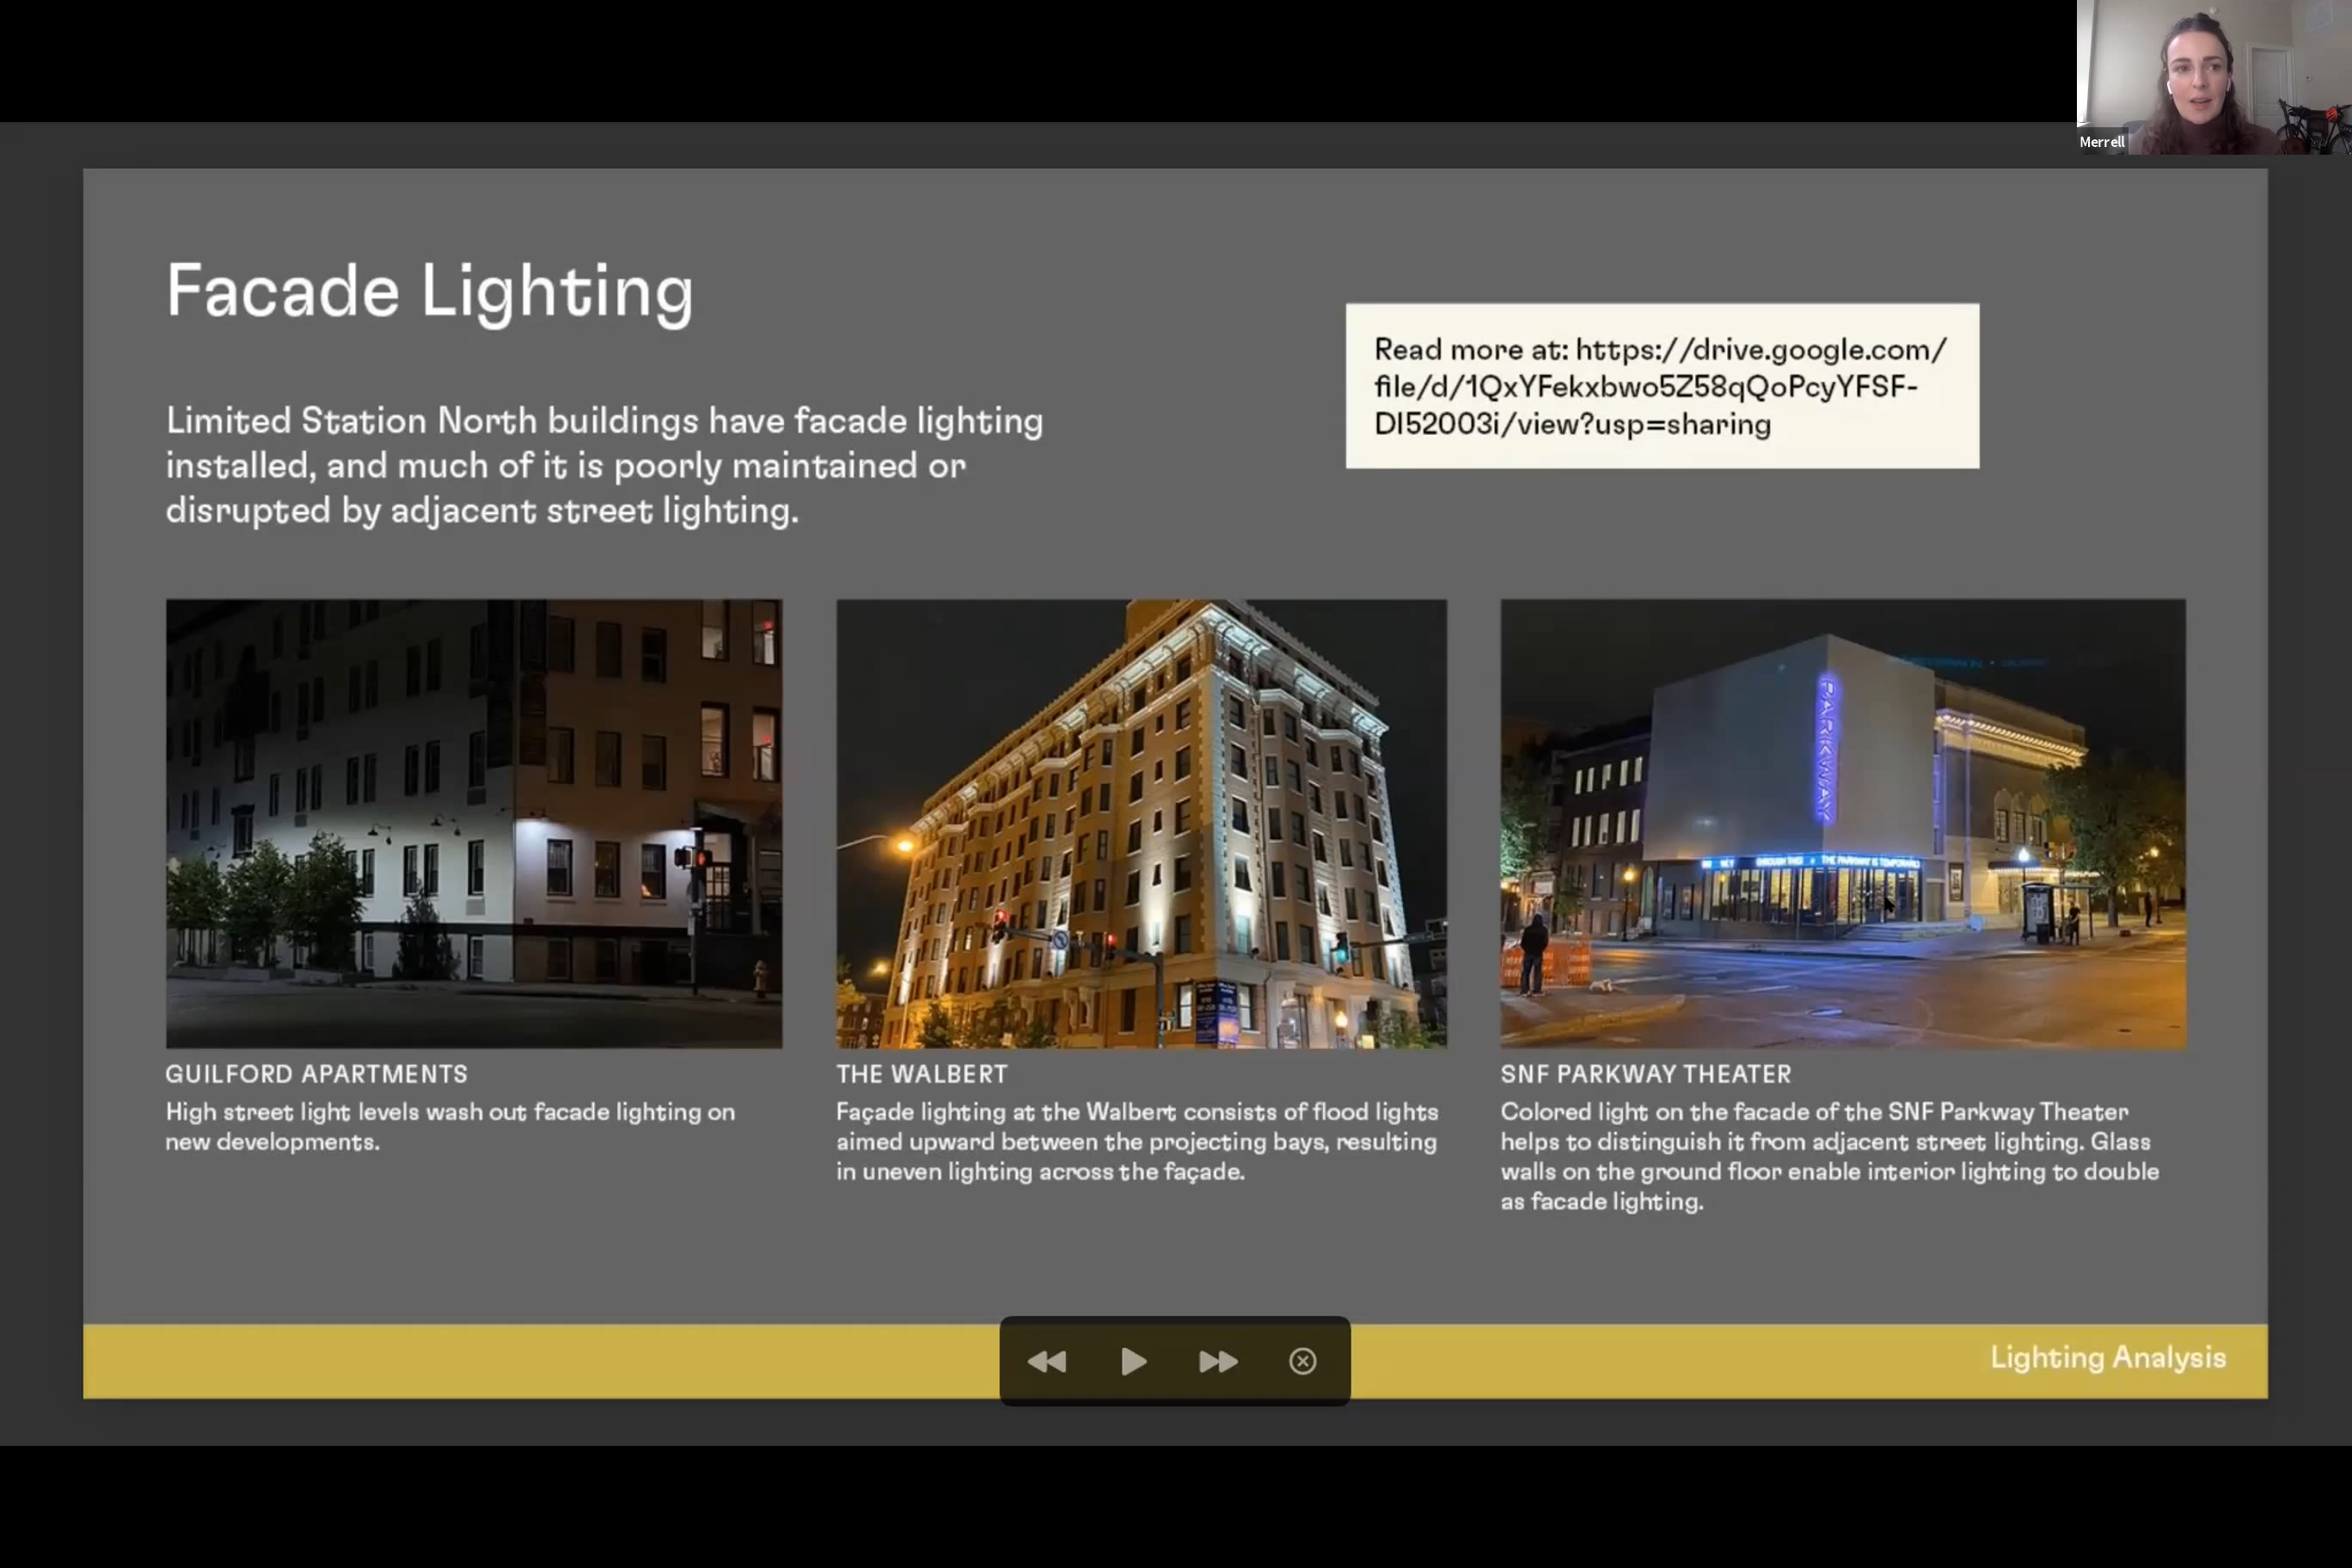 Merrell
Facade Lighting
Read more at: https://drive.google.com/
file/d/1QxYFekxbwo5Z58qQoPcyYFSF-
DI52003i/view?usp=sharing
Limited Station North buildings have facade lighting
installed, and much of it is poorly maintained or
disrupted by adjacent street lighting.
PARKWAY
THE PARKWAY IS TEMPORARI
GUILFORD APARTMENTS
High street light levels wash out facade lighting on
new developments.
THE WALBERT
Façade lighting at the Walbert consists of flood lights
aimed upward between the projecting bays, resulting
in uneven lighting across the façade.
SNF PARKWAY THEATER
Colored light on the facade of the SNF Parkway Theater
helps to distinguish it from adjacent street lighting. Glass
walls on the ground floor enable interior lighting to double
as facade lighting.
Lighting Analysis